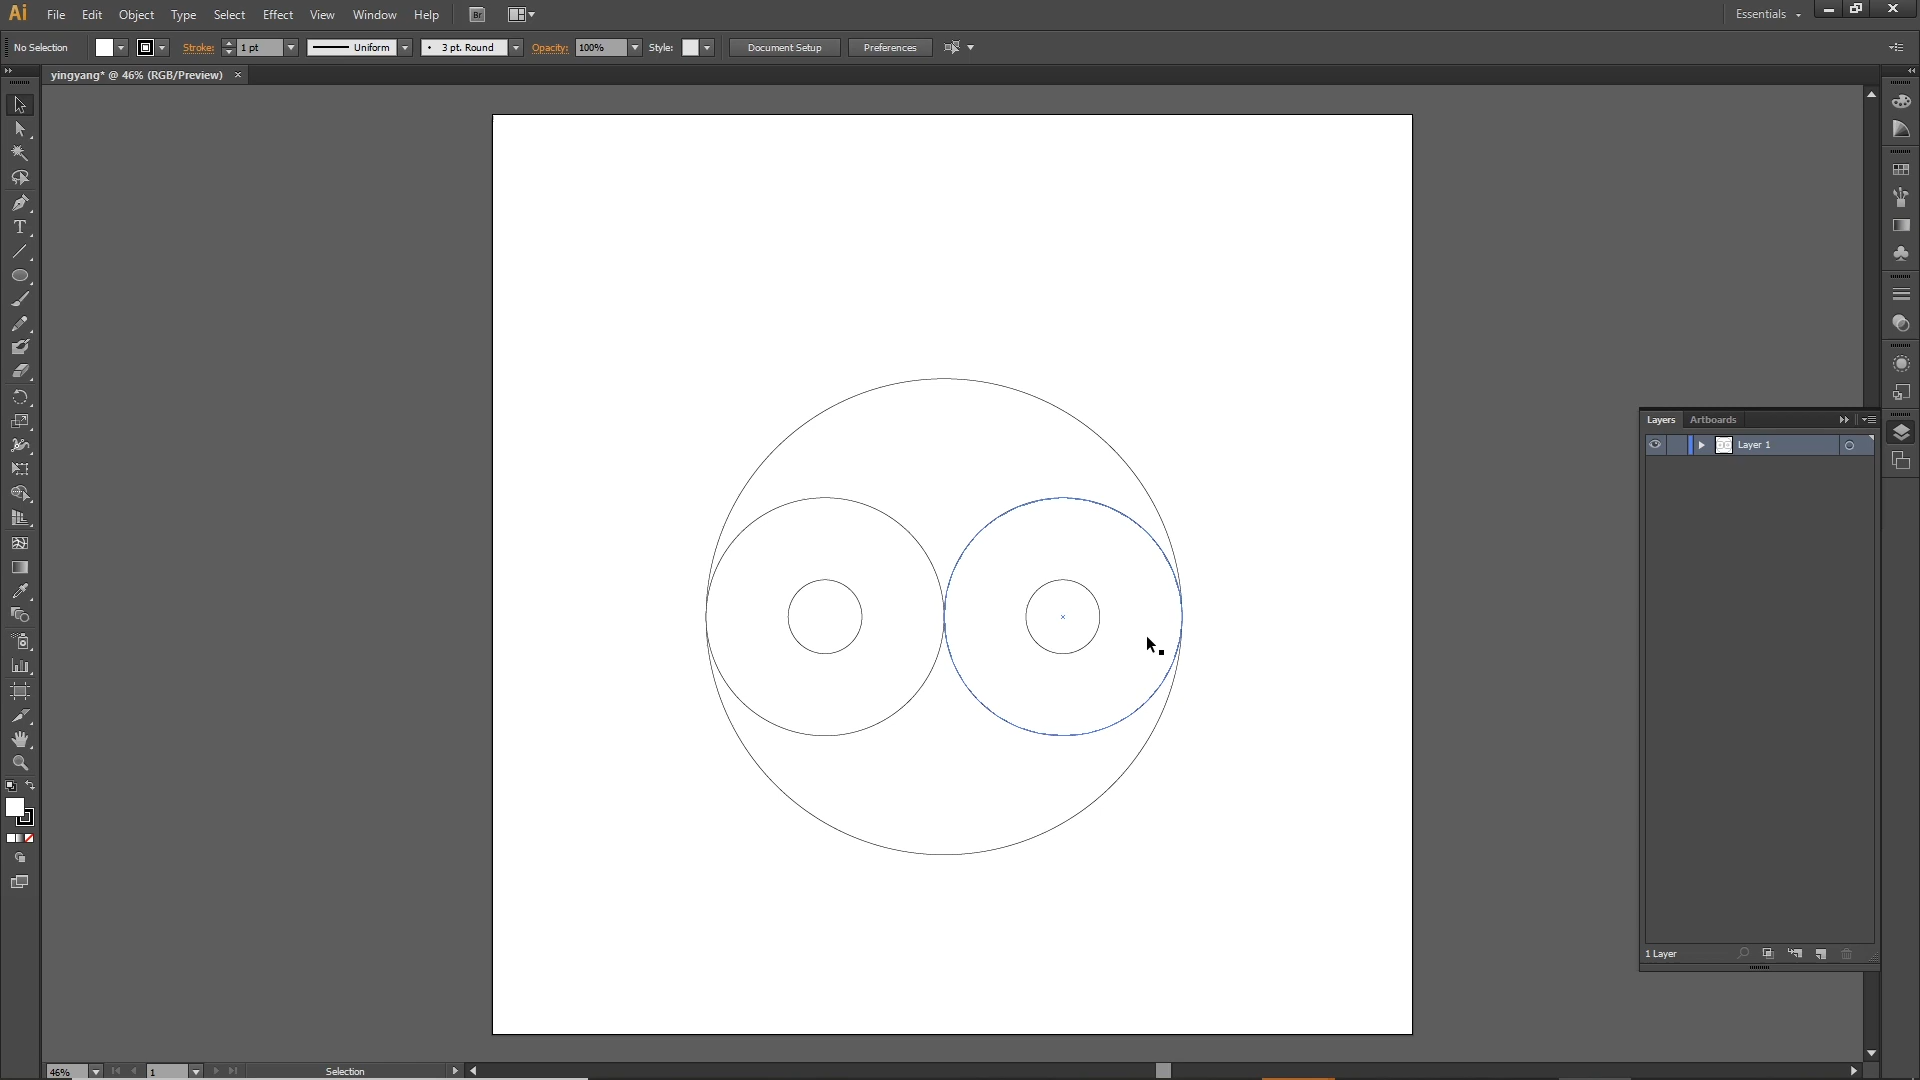 Ai File Edit Object Type Select Effect View Window Help Br Essentials
No Selection Stroke: 1 pt Uniform 3 pt. Round Opacity: 100% Style: Document Setup Preferences
yingyang* @ 46% (RGB/Preview) ×
Layers Artboards
Layer 1
1 Layer
46% 1 Selection